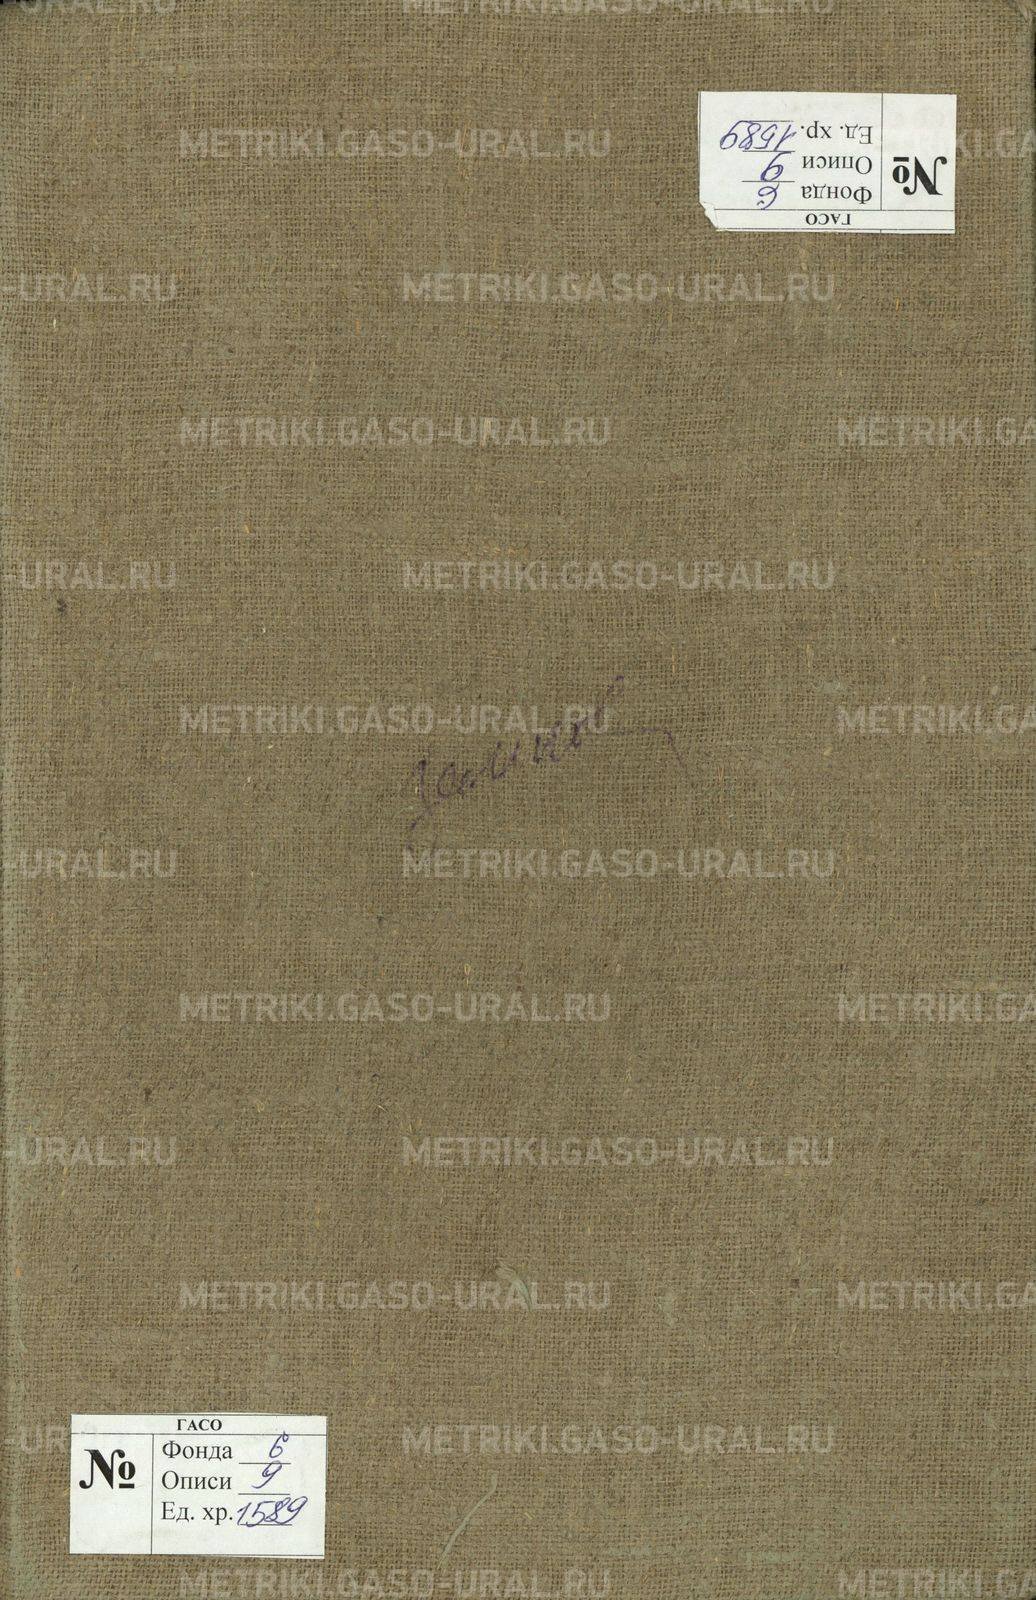 ГАСО
№
Фонда 6
Описи 9
Ед. хр. 1589
ГАСО
№
Фонда 6
Описи 9
Ед. хр. 1589
METRIKI.GASO-URAL.RU